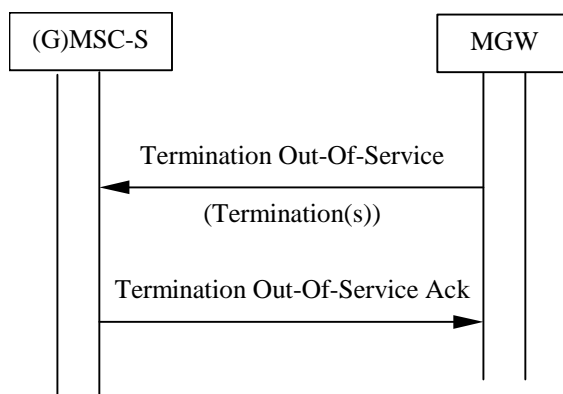 (G)MSC-S
MGW
Termination Out-Of-Service
(Termination(s))
Termination Out-Of-Service Ack